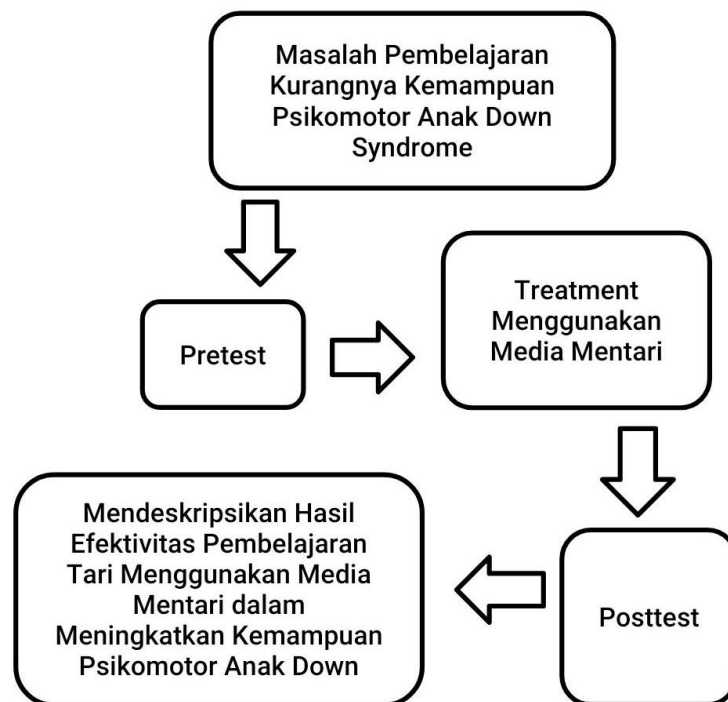 Masalah Pembelajaran
Kurangnya Kemampuan
Psikomotor Anak Down
Syndrome
Pretest
Treatment
Menggunakan
Media Mentari
Posttest
Mendeskripsikan Hasil
Efektivitas Pembelajaran
Tari Menggunakan Media
Mentari dalam
Meningkatkan Kemampuan
Psikomotor Anak Down